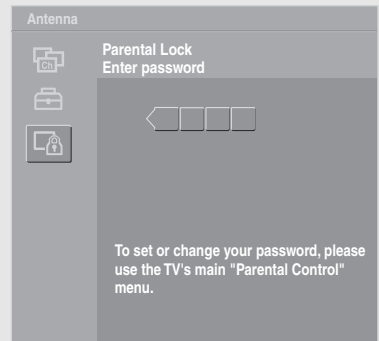 Antenna
Ch
Parental Lock
Enter password
To set or change your password, please
use the TV's main "Parental Control"
menu.